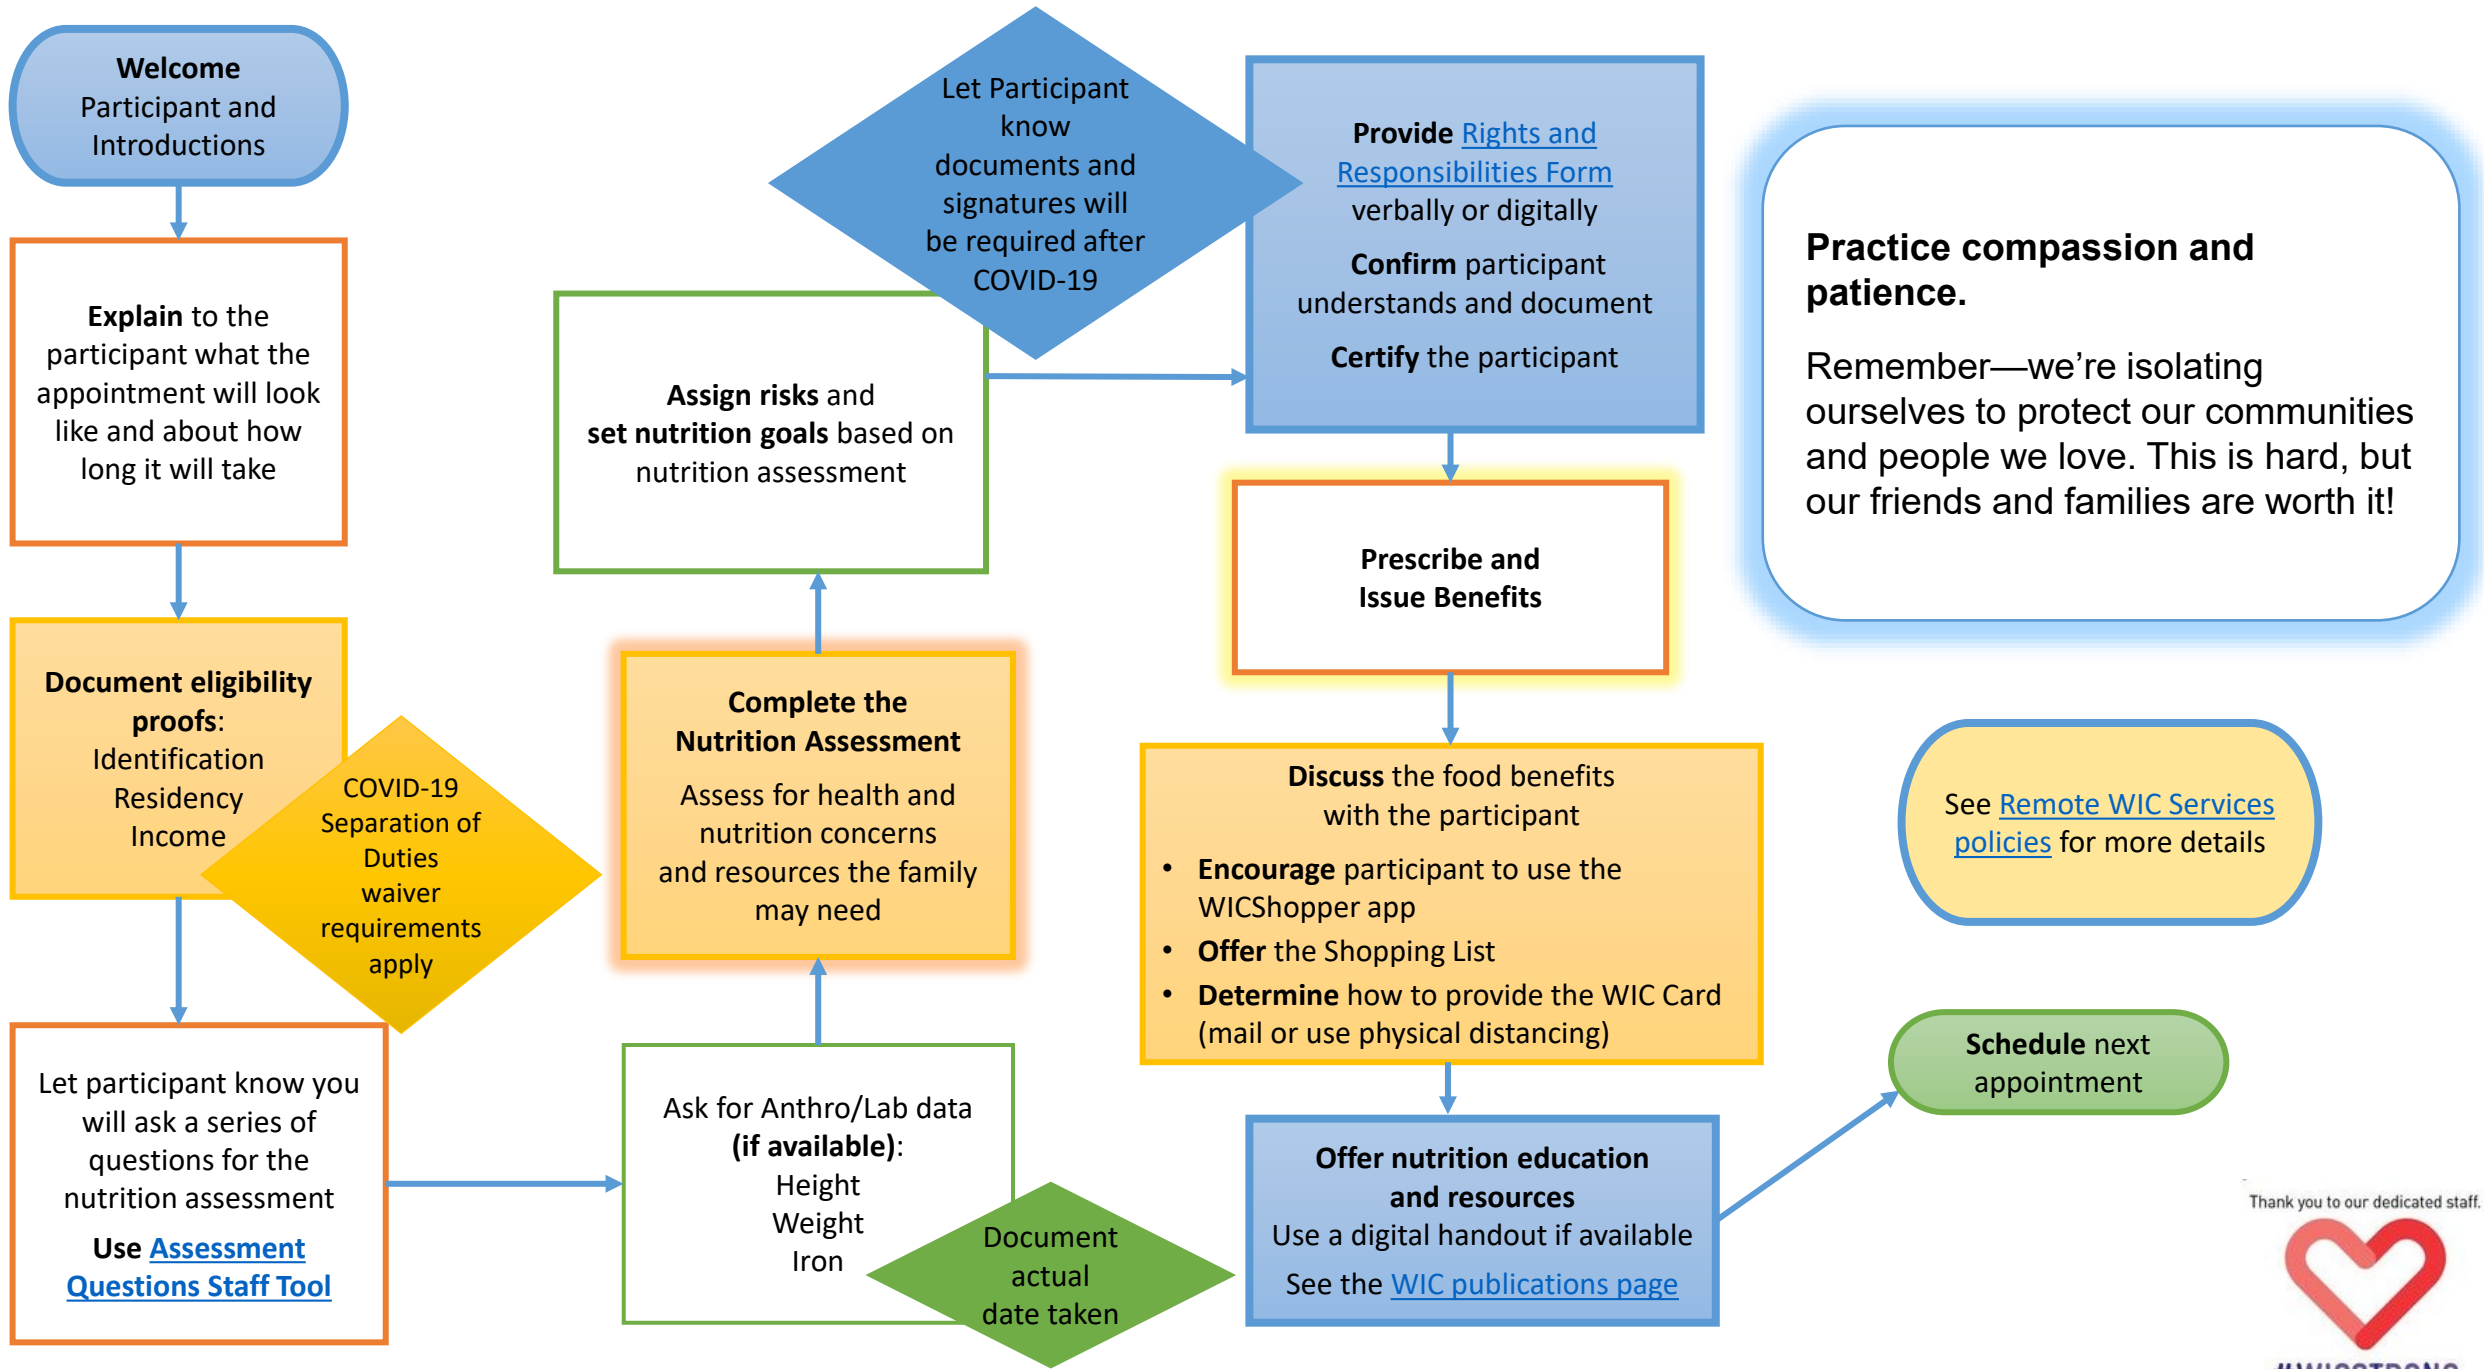 Welcome
Participant and
Introductions
Explain to the
participant what the
appointment will look
like and about how
long it will take
Document eligibility
proofs:
Identification
Residency
Income
COVID-19
Separation of
Duties
waiver
requirements
apply
Let participant know you
will ask a series of
questions for the
nutrition assessment
Use Assessment
Questions Staff Tool
Ask for Anthro/Lab data
(if available):
Height
Weight
Iron
Document
actual
date taken
Complete the
Nutrition Assessment
Assess for health and
nutrition concerns
and resources the family
may need
Assign risks and
set nutrition goals based on
nutrition assessment
Let Participant
know
documents and
signatures will
be required after
COVID-19
Provide Rights and
Responsibilities Form
verbally or digitally
Confirm participant
understands and document
Certify the participant
Prescribe and
Issue Benefits
Discuss the food benefits
with the participant
• Encourage participant to use the
WICShopper app
• Offer the Shopping List
• Determine how to provide the WIC Card
(mail or use physical distancing)
Offer nutrition education
and resources
Use a digital handout if available
See the WIC publications page
Schedule next
appointment
Practice compassion and
patience.
Remember—we’re isolating
ourselves to protect our communities
and people we love. This is hard, but
our friends and families are worth it!
See Remote WIC Services
policies for more details
Thank you to our dedicated staff.
#WICSTRONG